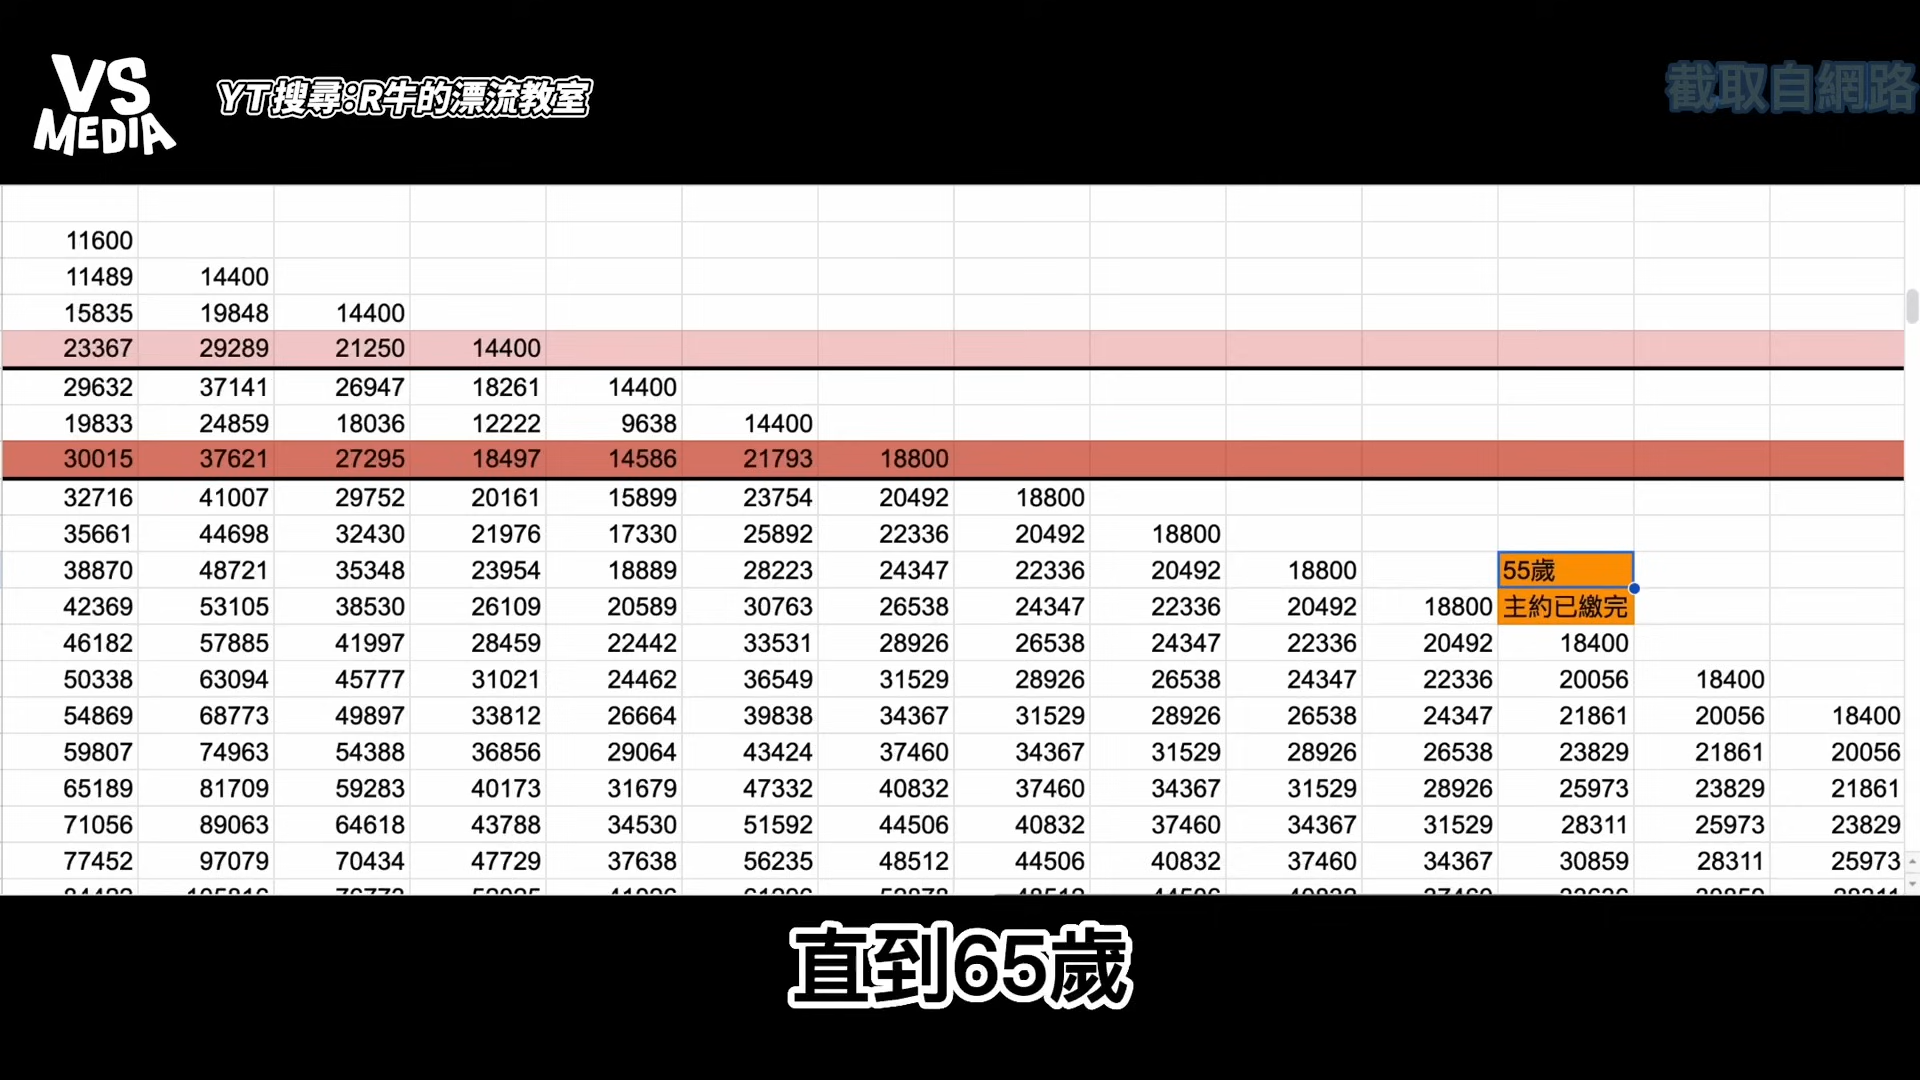 VS
MEDIA
YT搜尋:R牛的漂流教室
截取自網路
11600
11489 14400
15835 19848 14400
23367 29289 21250 14400
29632 37141 26947 18261 14400
19833 24859 18036 12222 9638 14400
30015 37621 27295 18497 14586 21793 18800
32716 41007 29752 20161 15899 23754 20492 18800
35661 44698 32430 21976 17330 25892 22336 20492 18800
38870 48721 35348 23954 18889 28223 24347 22336 20492 18800 55歲
42369 53105 38530 26109 20589 30763 26538 24347 22336 20492 18800 主約已繳完
46182 57885 41997 28459 22442 33531 28926 26538 24347 22336 20492 18400
50338 63094 45777 31021 24462 36549 31529 28926 26538 24347 22336 20056 18400
54869 68773 49897 33812 26664 39838 34367 31529 28926 26538 24347 21861 20056 18400
59807 74963 54388 36856 29064 43424 37460 34367 31529 28926 26538 23829 21861 20056
65189 81709 59283 40173 31679 47332 40832 37460 34367 31529 28926 25973 23829 21861
71056 89063 64618 43788 34530 51592 44506 40832 37460 34367 31529 28311 25973 23829
77452 97079 70434 47729 37638 56235 48512 44506 40832 37460 34367 30859 28311 25973
直到65歲